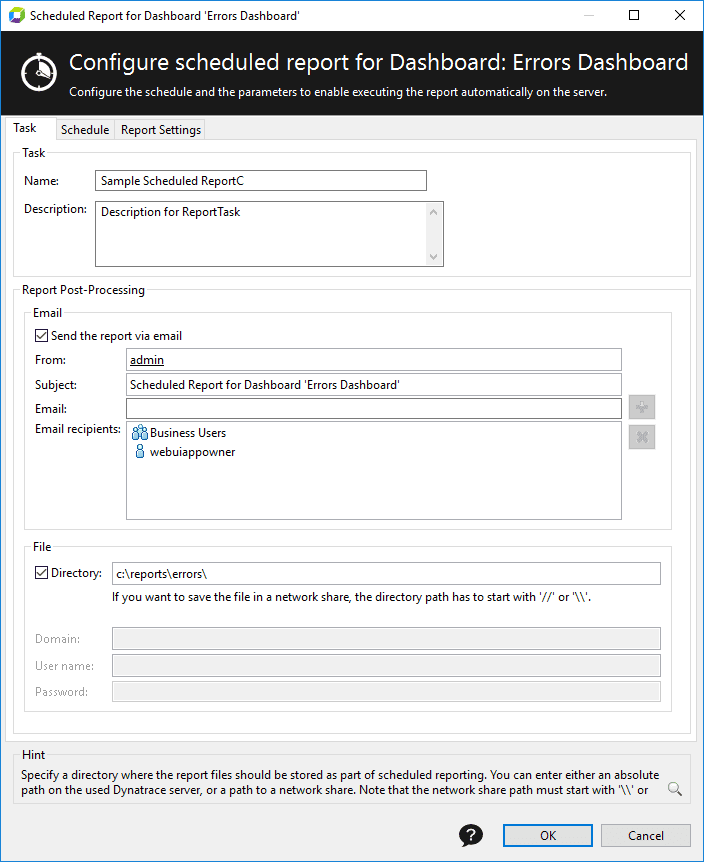 Scheduled Report for Dashboard 'Errors Dashboard'
Configure scheduled report for Dashboard: Errors Dashboard
Configure the schedule and the parameters to enable executing the report automatically on the server.
Task Schedule Report Settings
Task
Name: Sample Scheduled ReportC
Description: Description for ReportTask
Report Post-Processing
Email
Send the report via email
From: admin
Subject: Scheduled Report for Dashboard 'Errors Dashboard'
Email:
Email recipients: Business Users
webuiappowner
File
Directory: c:\reports\errors\
If you want to save the file in a network share, the directory path has to start with '//' or '\\'.
Domain:
User name:
Password:
Hint
Specify a directory where the report files should be stored as part of scheduled reporting. You can enter either an absolute
path on the used Dynatrace server, or a path to a network share. Note that the network share path must start with '\\' or
? OK Cancel